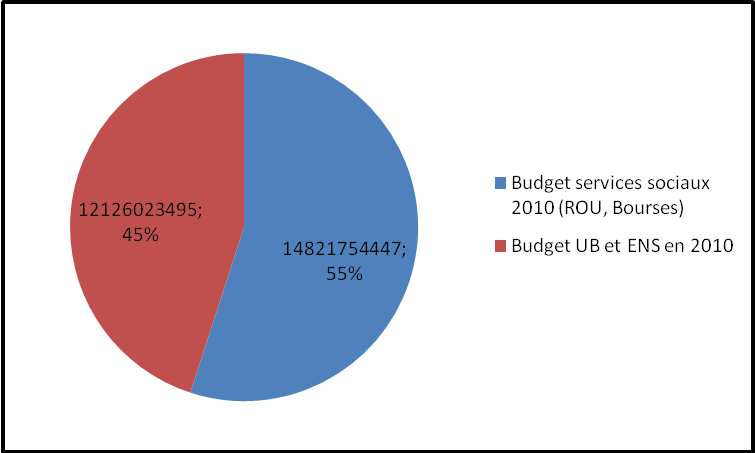 12126023495;
45%
14821754447;
55%
Budget services sociaux
2010 (ROU, Bourses)
Budget UB et ENS en 2010